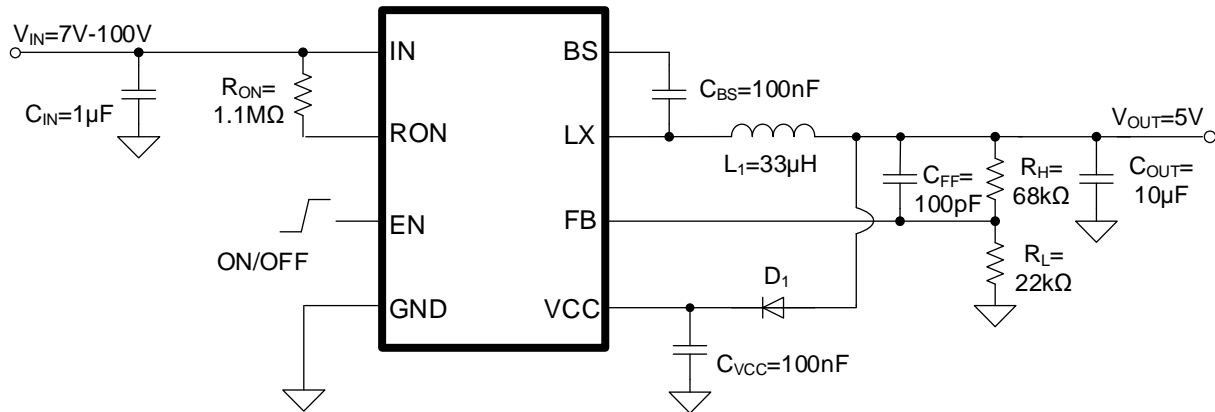 VIN=7V-100V
CIN=1µF
RON=
1.1MΩ
ON/OFF
IN
RON
EN
GND
BS
LX
FB
VCC
CBS=100nF
L1=33µH
CFF=
100pF
RH=
68kΩ
VOUT=5V
COUT=
10µF
RL=
22kΩ
D1
CVCC=100nF